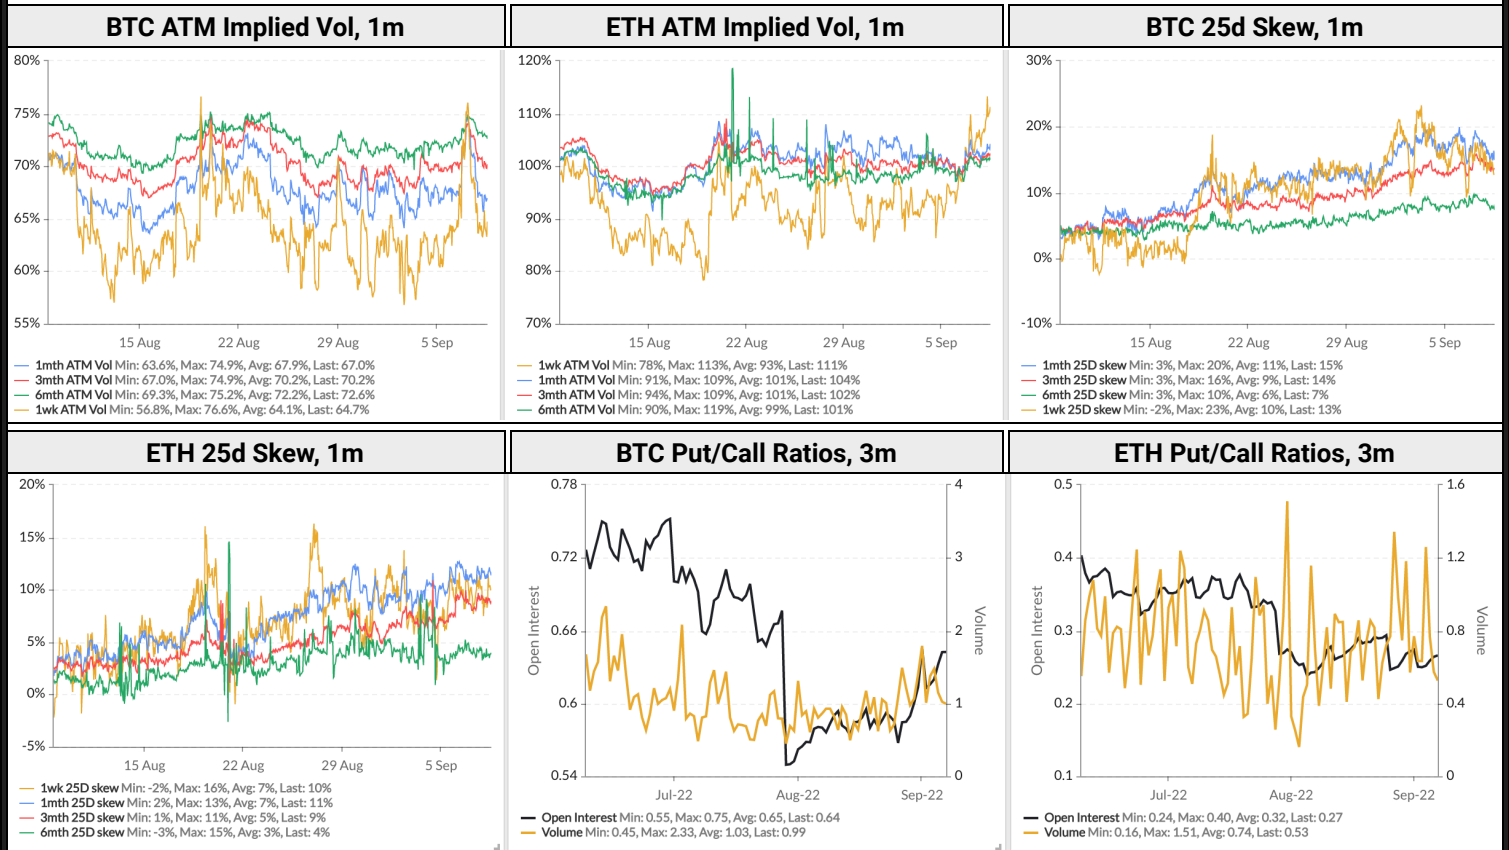 BTC ATM Implied Vol, 1m
80%
75%
70%
65%
60%
55%
15 Aug 22 Aug 29 Aug 5 Sep
1mth ATM Vol Min: 63.6%, Max: 74.9%, Avg: 67.9%, Last: 67.0%
3mth ATM Vol Min: 67.0%, Max: 74.9%, Avg: 70.2%, Last: 70.2%
6mth ATM Vol Min: 69.3%, Max: 75.2%, Avg: 72.2%, Last: 72.6%
1wk ATM Vol Min: 56.8%, Max: 76.6%, Avg: 64.1%, Last: 64.7%
ETH ATM Implied Vol, 1m
120%
110%
100%
90%
80%
70%
15 Aug 22 Aug 29 Aug 5 Sep
1wk ATM Vol Min: 78%, Max: 113%, Avg: 93%, Last: 111%
1mth ATM Vol Min: 91%, Max: 109%, Avg: 101%, Last: 104%
3mth ATM Vol Min: 94%, Max: 109%, Avg: 101%, Last: 102%
6mth ATM Vol Min: 90%, Max: 119%, Avg: 99%, Last: 101%
BTC 25d Skew, 1m
30%
20%
10%
0%
-10%
15 Aug 22 Aug 29 Aug 5 Sep
1mth 25D skew Min: 3%, Max: 20%, Avg: 11%, Last: 15%
3mth 25D skew Min: 3%, Max: 16%, Avg: 9%, Last: 14%
6mth 25D skew Min: 3%, Max: 10%, Avg: 6%, Last: 7%
1wk 25D skew Min: -2%, Max: 23%, Avg: 10%, Last: 13%
ETH 25d Skew, 1m
20%
15%
10%
5%
0%
-5%
15 Aug 22 Aug 29 Aug 5 Sep
1wk 25D skew Min: -2%, Max: 16%, Avg: 7%, Last: 10%
1mth 25D skew Min: 2%, Max: 13%, Avg: 7%, Last: 11%
3mth 25D skew Min: 1%, Max: 11%, Avg: 5%, Last: 9%
6mth 25D skew Min: -3%, Max: 15%, Avg: 3%, Last: 4%
BTC Put/Call Ratios, 3m
0.78
0.72
0.66
0.6
0.54
Open Interest
4
3
2
1
0
Volume
Jul-22 Aug-22 Sep-22
Open Interest Min: 0.55, Max: 0.75, Avg: 0.65, Last: 0.64
Volume Min: 0.45, Max: 2.33, Avg: 1.03, Last: 0.99
ETH Put/Call Ratios, 3m
0.5
0.4
0.3
0.2
0.1
Open Interest
1.6
1.2
0.8
0.4
0
Volume
Jul-22 Aug-22 Sep-22
Open Interest Min: 0.24, Max: 0.40, Avg: 0.32, Last: 0.27
Volume Min: 0.16, Max: 1.51, Avg: 0.74, Last: 0.53